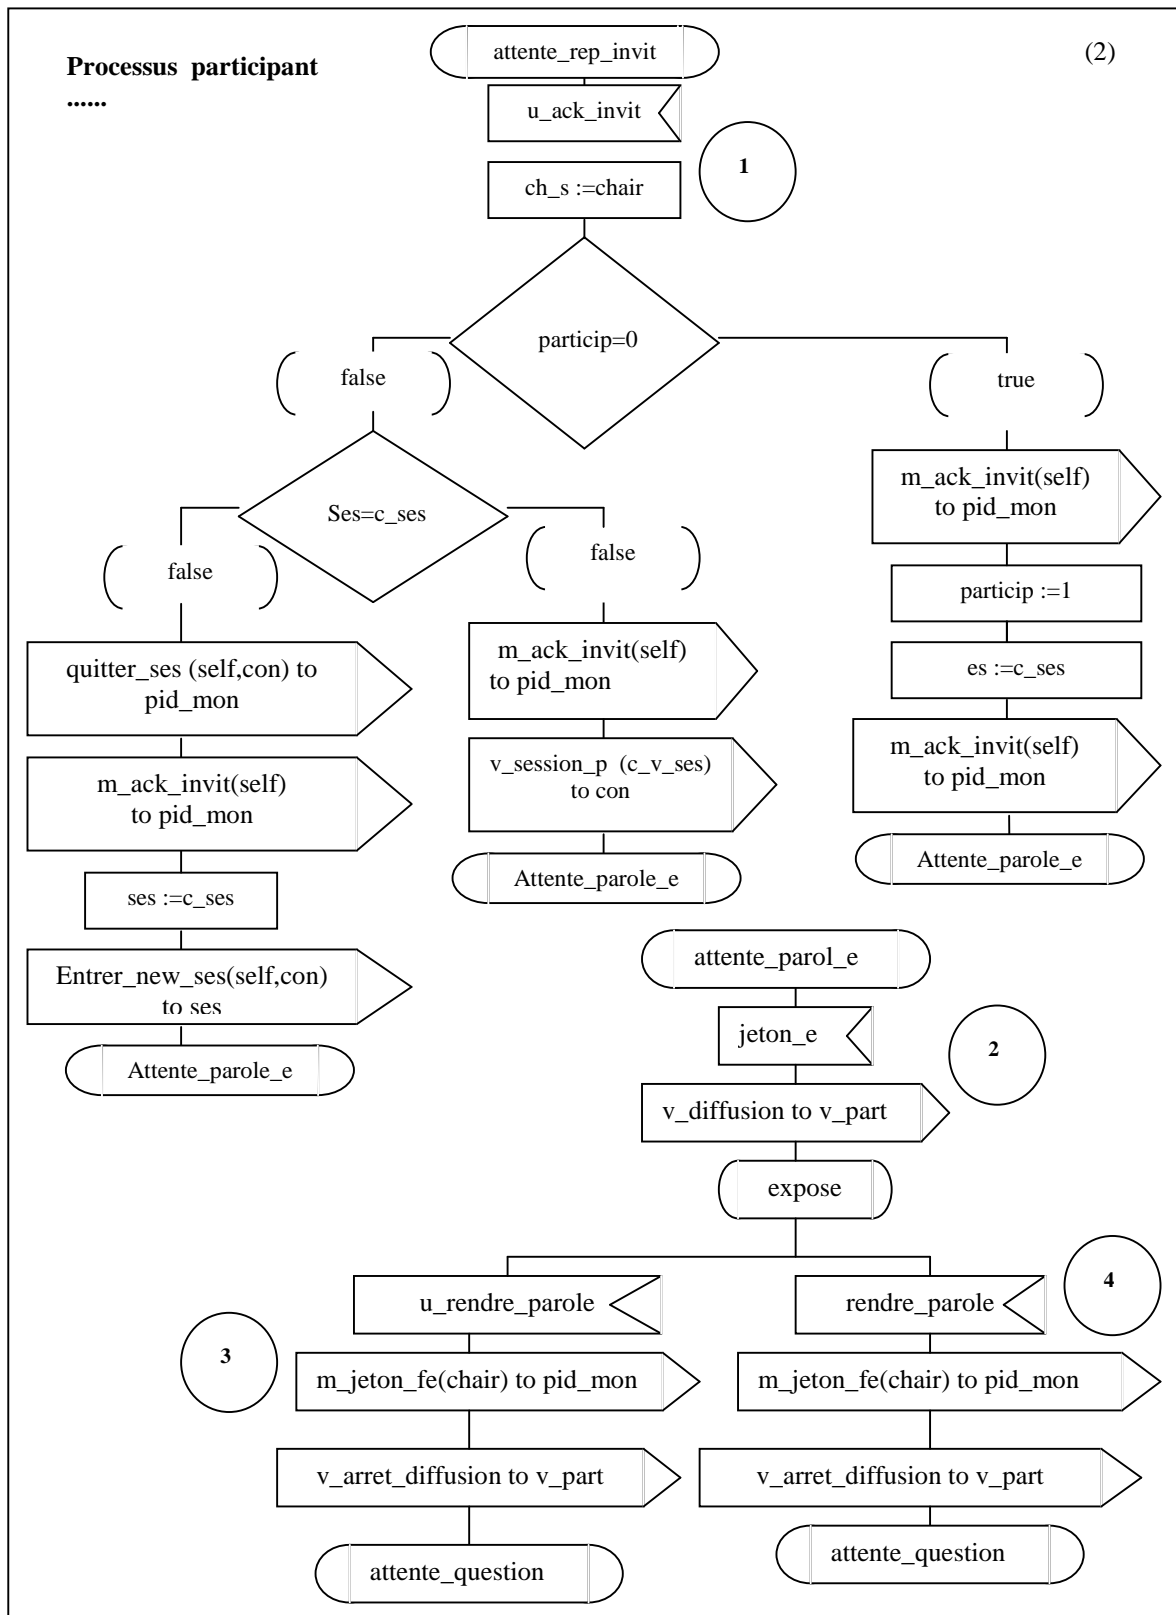 Processus participant
......
(2)
attente_rep_invit
u_ack_invit
1
ch_s :=chair
particip=0
false
true
Ses=c_ses
false
false
m_ack_invit(self)
to pid_mon
particip :=1
es :=c_ses
m_ack_invit(self)
to pid_mon
Attente_parole_e
quitter_ses (self,con) to
pid_mon
m_ack_invit(self)
to pid_mon
ses :=c_ses
Entrer_new_ses(self,con)
to ses
Attente_parole_e
m_ack_invit(self)
to pid_mon
v_session_p (c_v_ses)
to con
Attente_parole_e
attente_parol_e
jeton_e
2
v_diffusion to v_part
expose
u_rendre_parole
3
m_jeton_fe(chair) to pid_mon
v_arret_diffusion to v_part
attente_question
rendre_parole
4
m_jeton_fe(chair) to pid_mon
v_arret_diffusion to v_part
attente_question